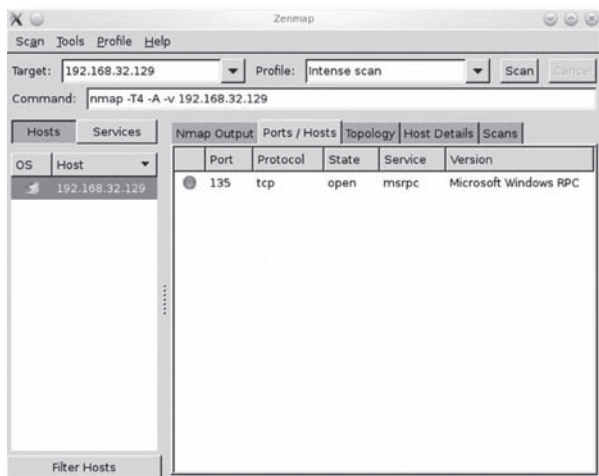 Zenmap
Scan Tools Profile Help
Target: 192.168.32.129 Profile: Intense scan Scan Cancel
Command: nmap -T4 -A -v 192.168.32.129
Hosts Services Nmap Output Ports / Hosts Topology Host Details Scans
OS Host Port Protocol State Service Version
192.168.32.129 135 tcp open msrpc Microsoft Windows RPC
Filter Hosts